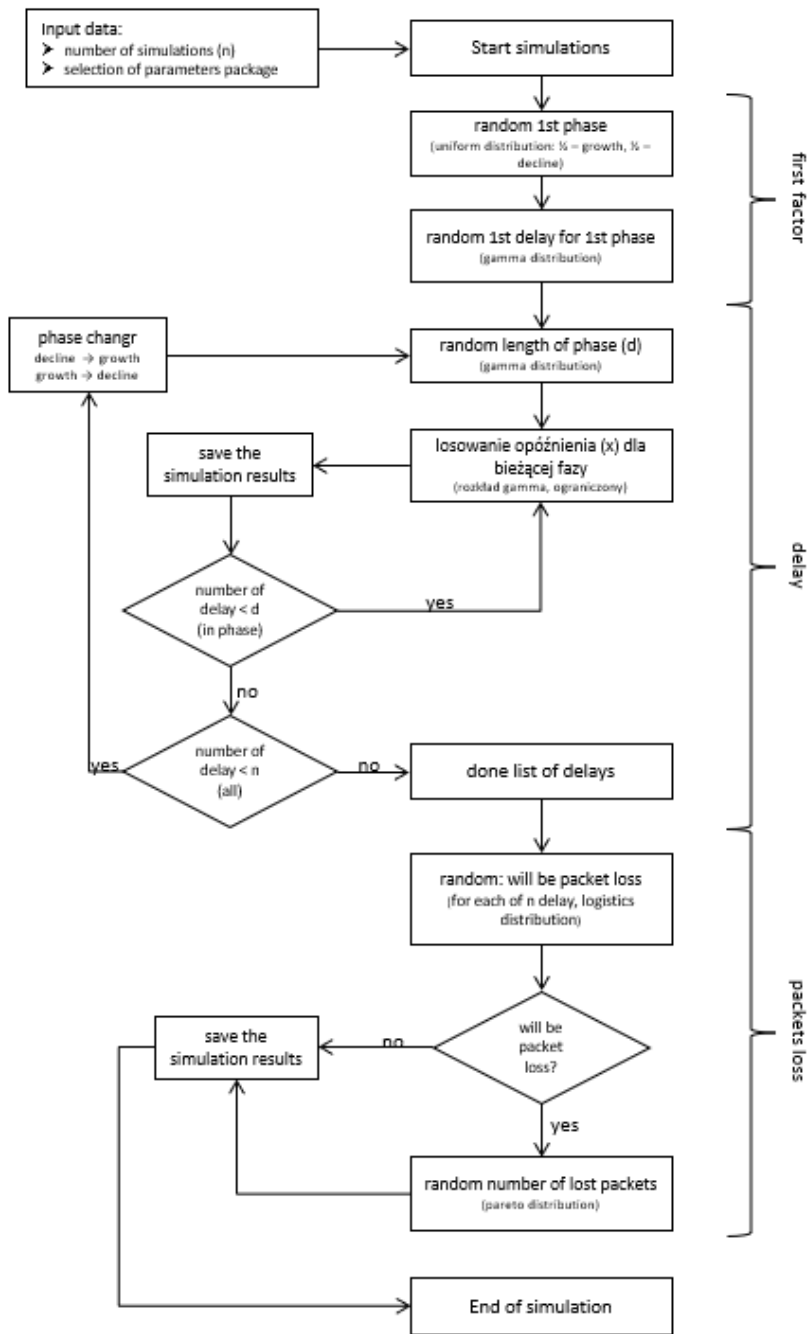 Input data:
➤ number of simulations (n)
➤ selection of parameters package
Start simulations
random 1st phase
(uniform distribution: ½ – growth, ½ –
decline)
random 1st delay for 1st phase
(gamma distribution)
first factor
phase changr
decline → growth
growth → decline
random length of phase (d)
(gamma distribution)
save the
simulation results
losowanie opóźnienia (x) dla
bieżącej fazy
(rozkład gamma, ograniczony)
number of
delay < d
(in phase)
yes
no
delay
number of
delay < n
(all)
yes
no
done list of delays
random: will be packet loss
(for each of n delay, logistics
distribution)
will be
packet
loss?
no
yes
save the
simulation results
random number of lost packets
(pareto distribution)
packets loss
End of simulation